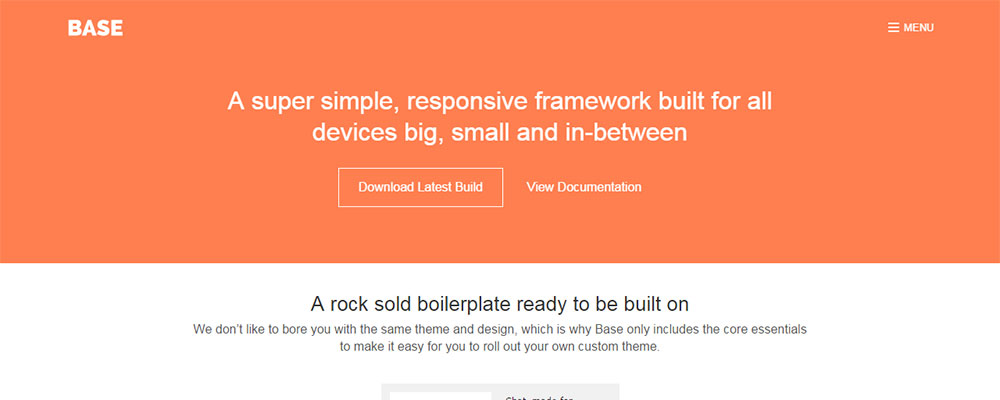 BASE
MENU
A super simple, responsive framework built for all
devices big, small and in-between
Download Latest Build
View Documentation
A rock sold boilerplate ready to be built on
We don't like to bore you with the same theme and design, which is why Base only includes the core essentials
to make it easy for you to roll out your own custom theme.